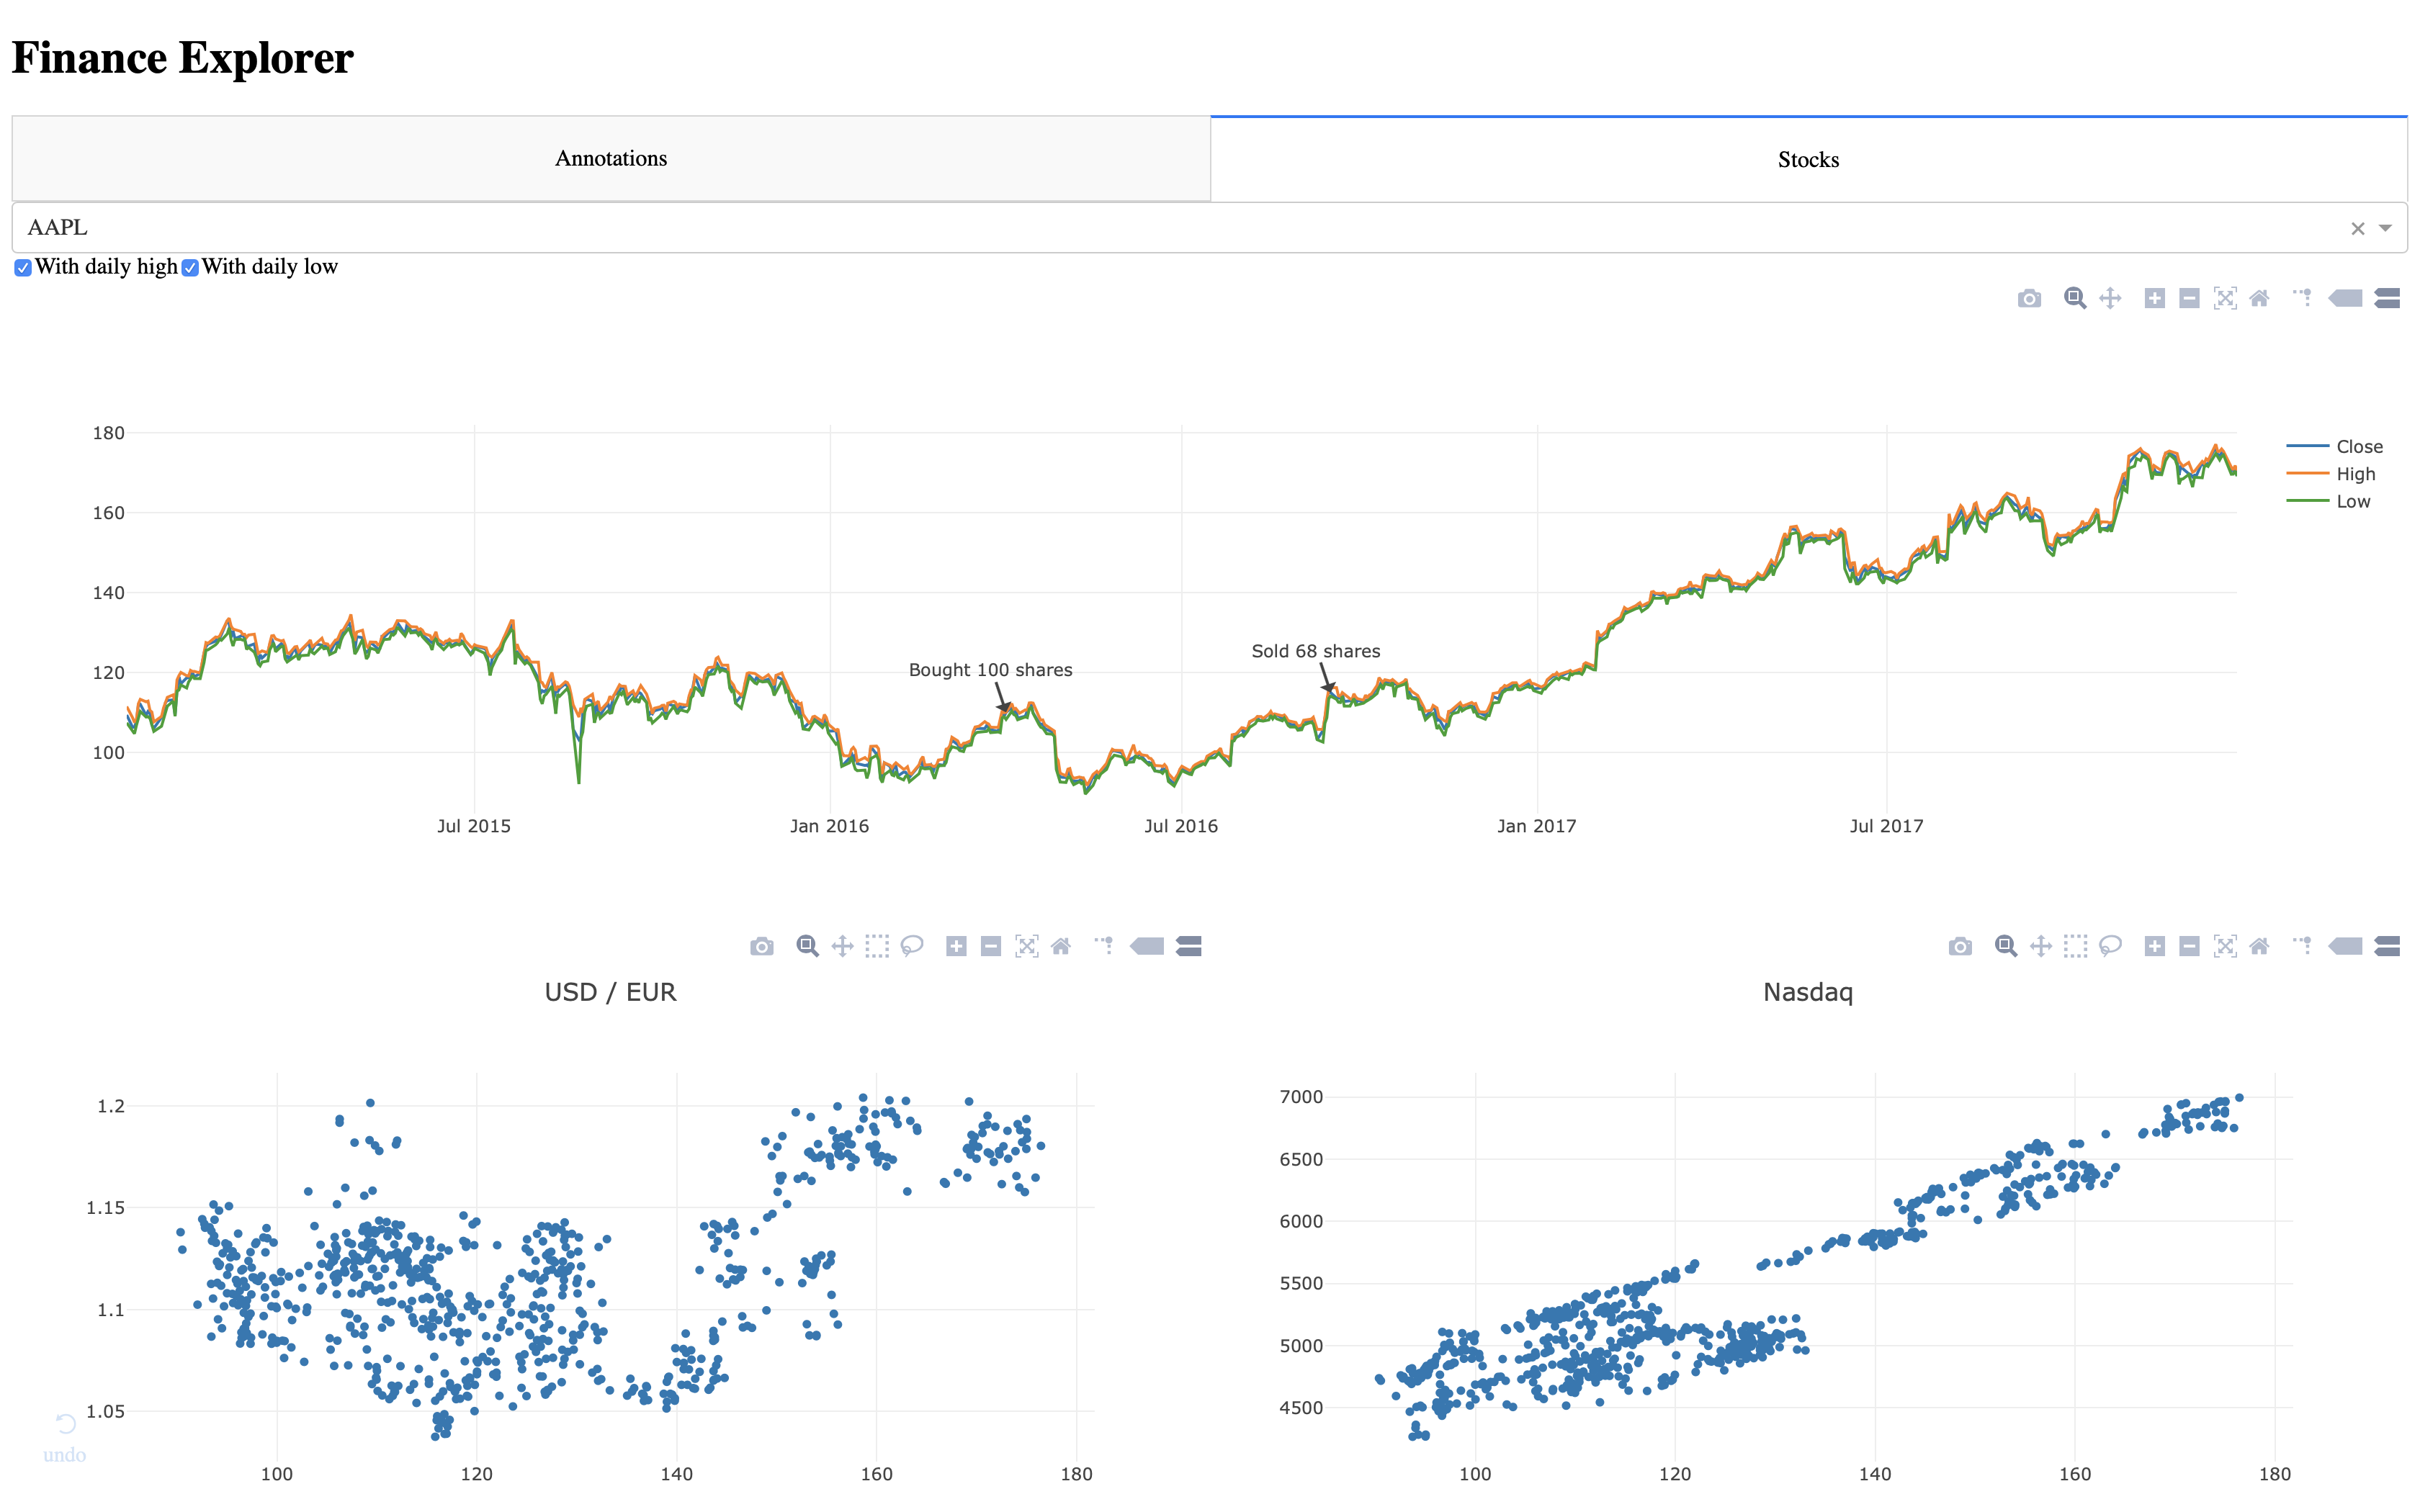 Finance Explorer
Annotations
Stocks
AAPL
With daily high With daily low
180
160
140
120
100
Close
High
Low
Bought 100 shares
Sold 68 shares
Jul 2015 Jan 2016 Jul 2016 Jan 2017 Jul 2017
USD / EUR
1.2
1.15
1.1
1.05
100 120 140 160 180
undo
Nasdaq
7000
6500
6000
5500
5000
4500
100 120 140 160 180